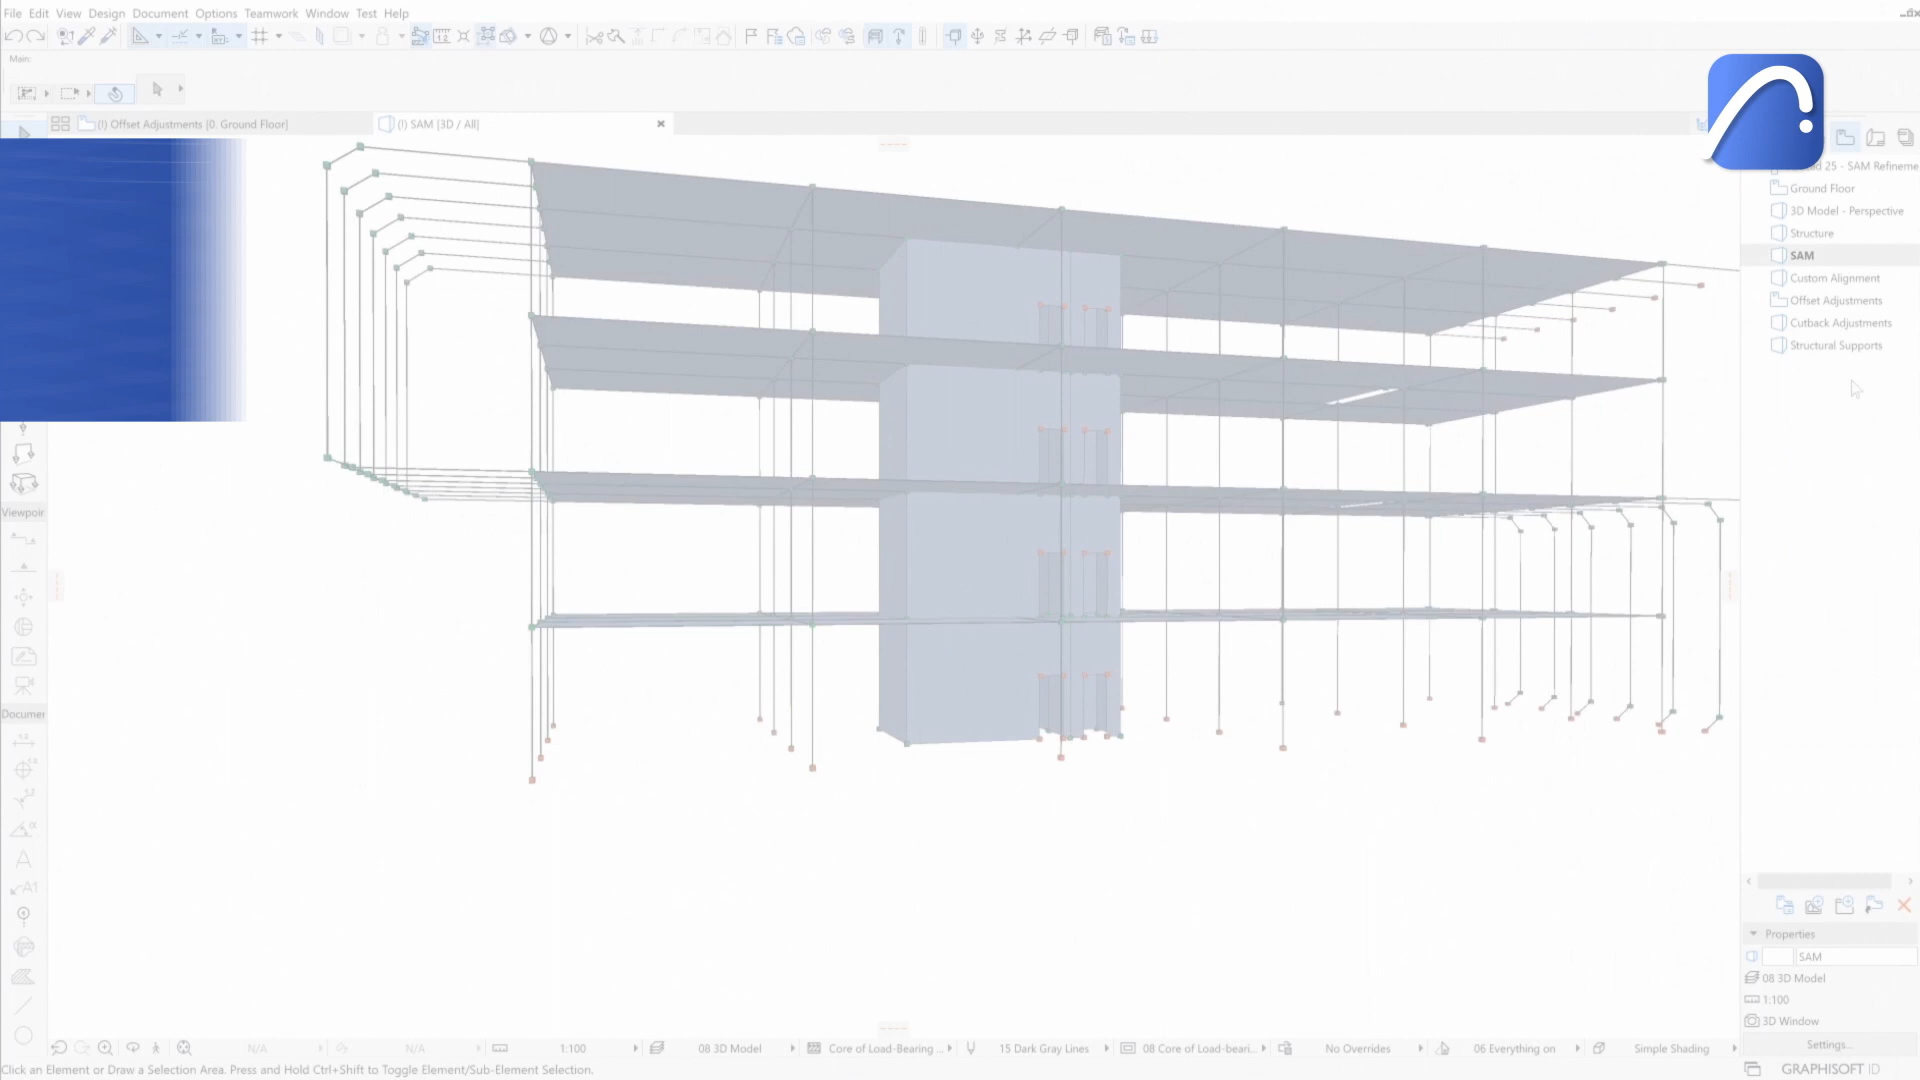 File Edit View Design Document Options Teamwork Window Test Help
Main:
(!) Offset Adjustments [0. Ground Floor]
(!) SAM [3D / All]
25 - SAM Refineme
Ground Floor
3D Model - Perspective
Structure
SAM
Custom Alignment
Offset Adjustments
Cutback Adjustments
Structural Supports
Viewpoir
Documer
A
A1
Properties
SAM
08 3D Model
1:100
3D Window
Settings...
N/A
N/A
1:100
08 3D Model
Core of Load-Bearing ...
15 Dark Gray Lines
08 Core of Load-beari...
No Overrides
06 Everything on
Simple Shading
Click an Element or Draw a Selection Area. Press and Hold Ctrl+Shift to Toggle Element/Sub-Element Selection.
GRAPHISOFT ID